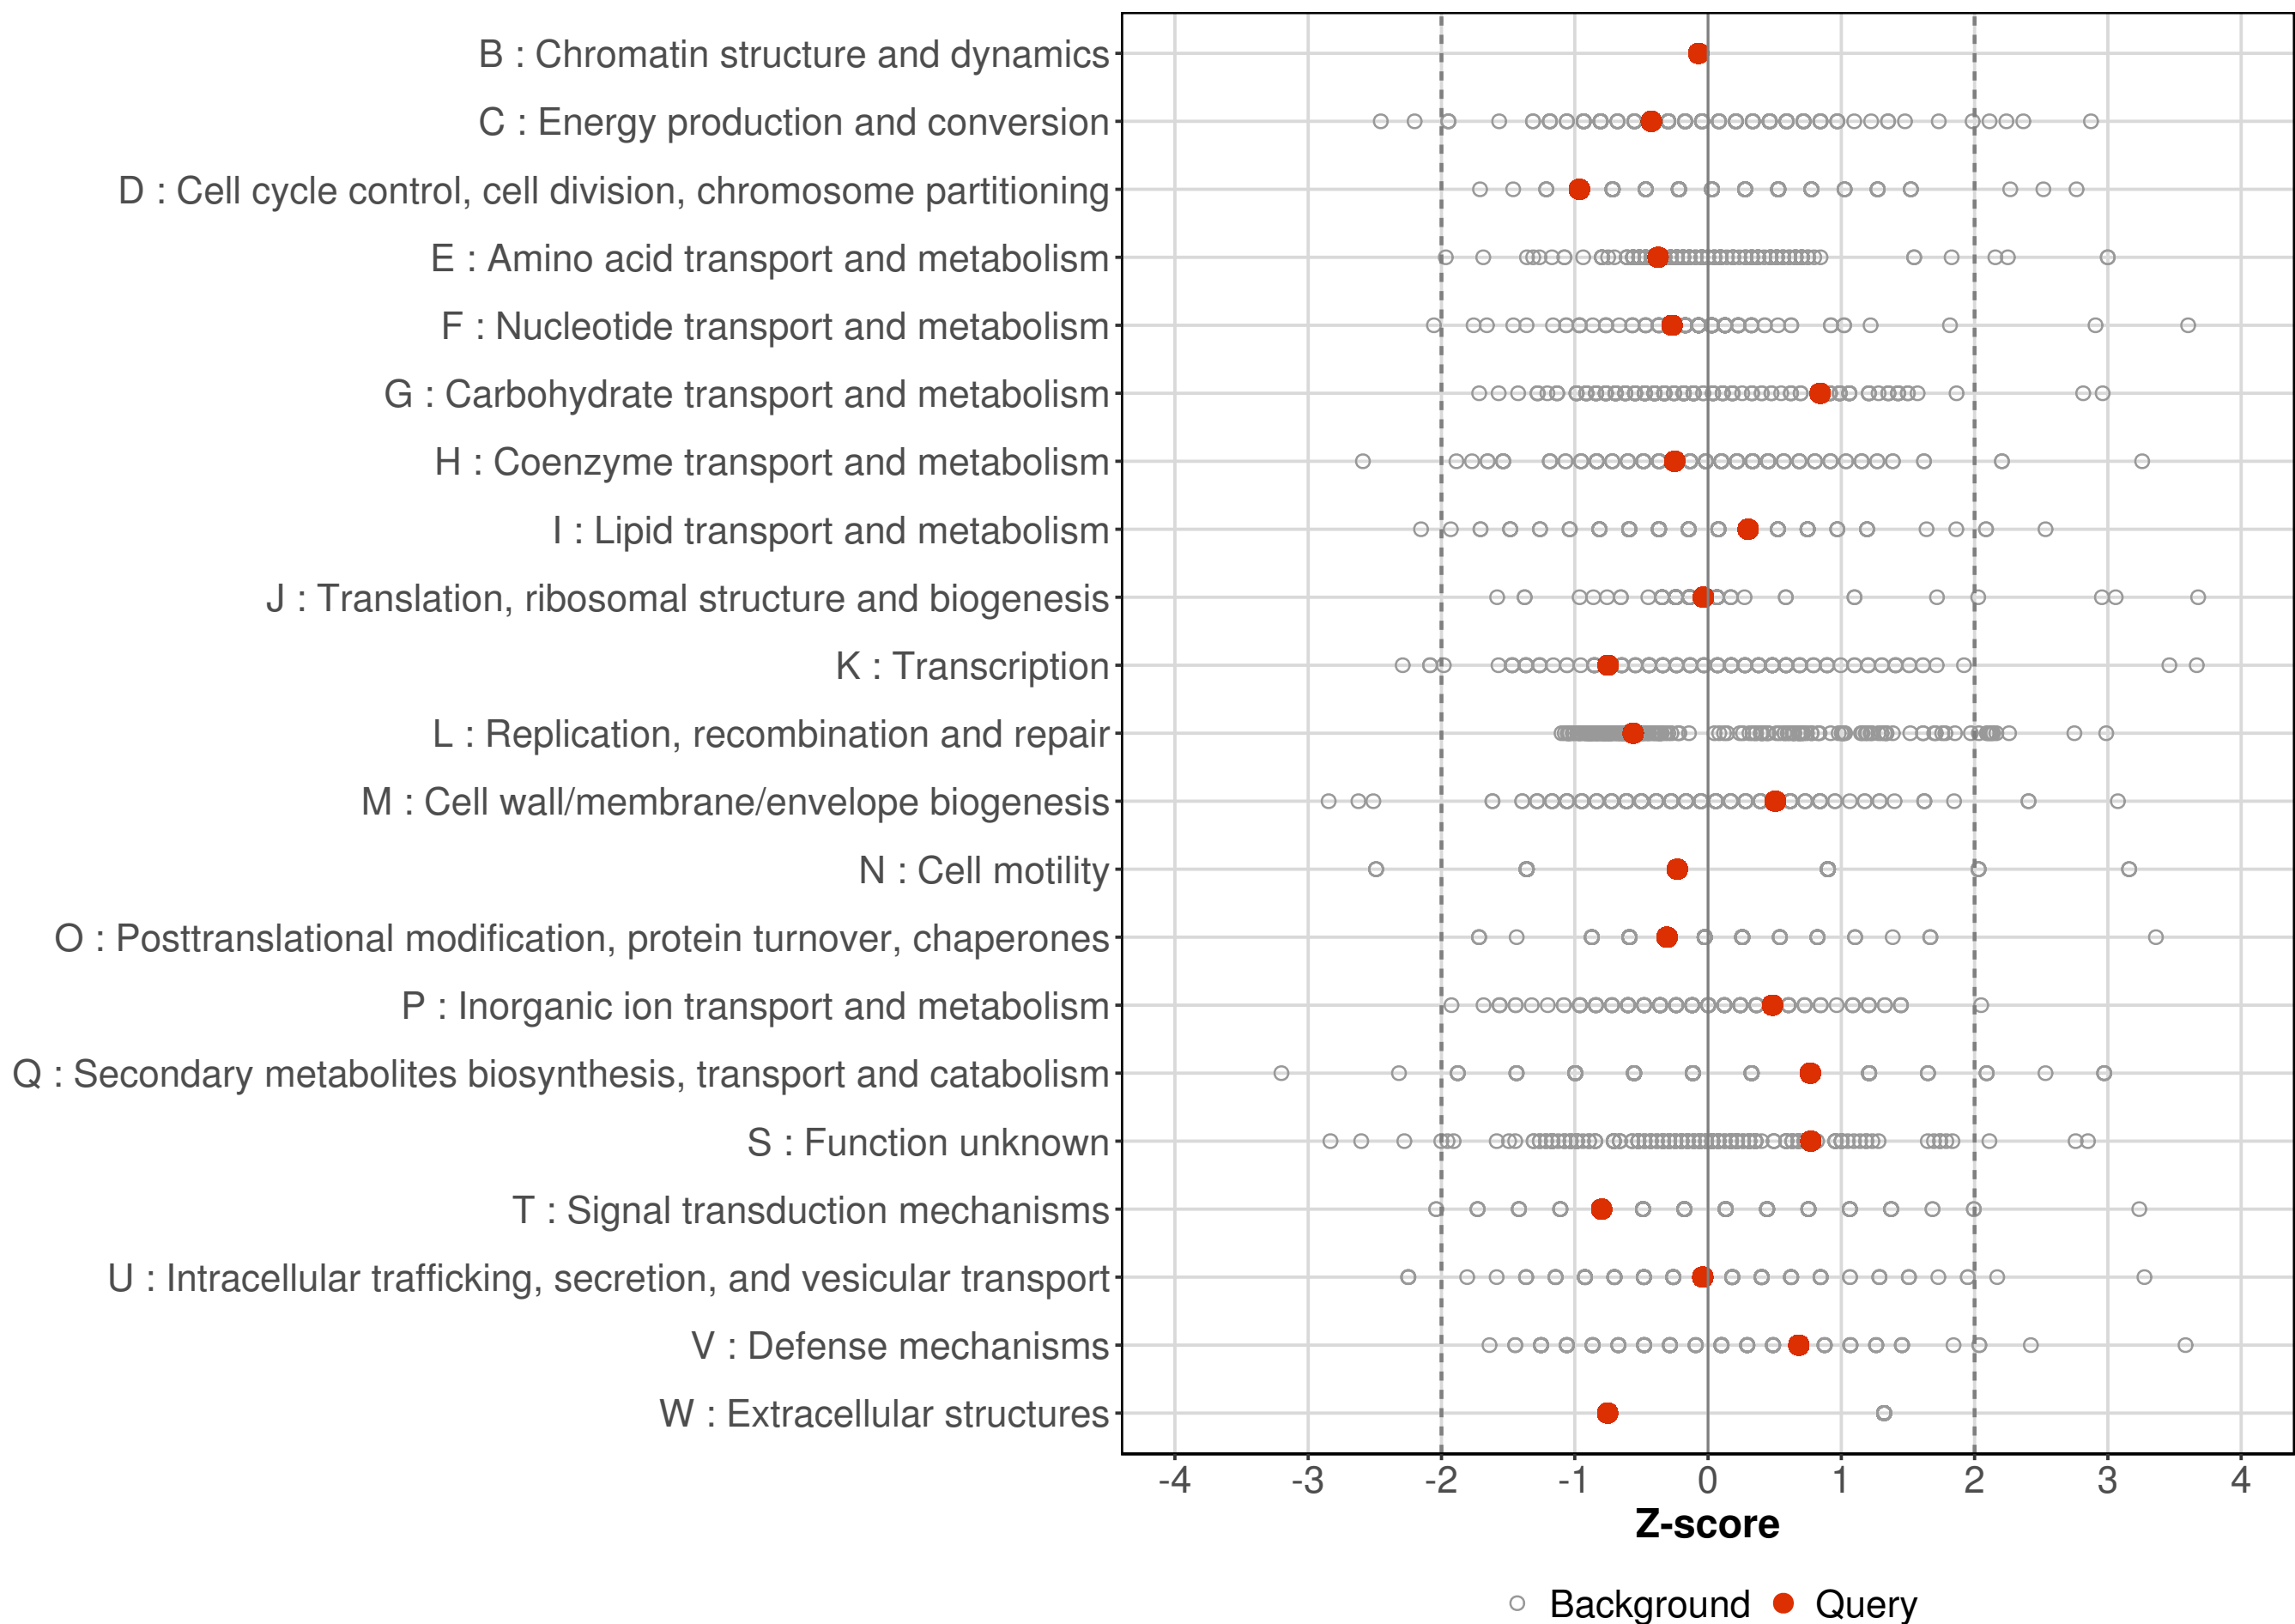 B : Chromatin structure and dynamics
C : Energy production and conversion
D : Cell cycle control, cell division, chromosome partitioning
E : Amino acid transport and metabolism
F : Nucleotide transport and metabolism
G : Carbohydrate transport and metabolism
H : Coenzyme transport and metabolism
I : Lipid transport and metabolism
J : Translation, ribosomal structure and biogenesis
K : Transcription
L : Replication, recombination and repair
M : Cell wall/membrane/envelope biogenesis
N : Cell motility
O : Posttranslational modification, protein turnover, chaperones
P : Inorganic ion transport and metabolism
Q : Secondary metabolites biosynthesis, transport and catabolism
S : Function unknown
T : Signal transduction mechanisms
U : Intracellular trafficking, secretion, and vesicular transport
V : Defense mechanisms
W : Extracellular structures
-4 -3 -2 -1 0 1 2 3 4
Z-score
Background Query